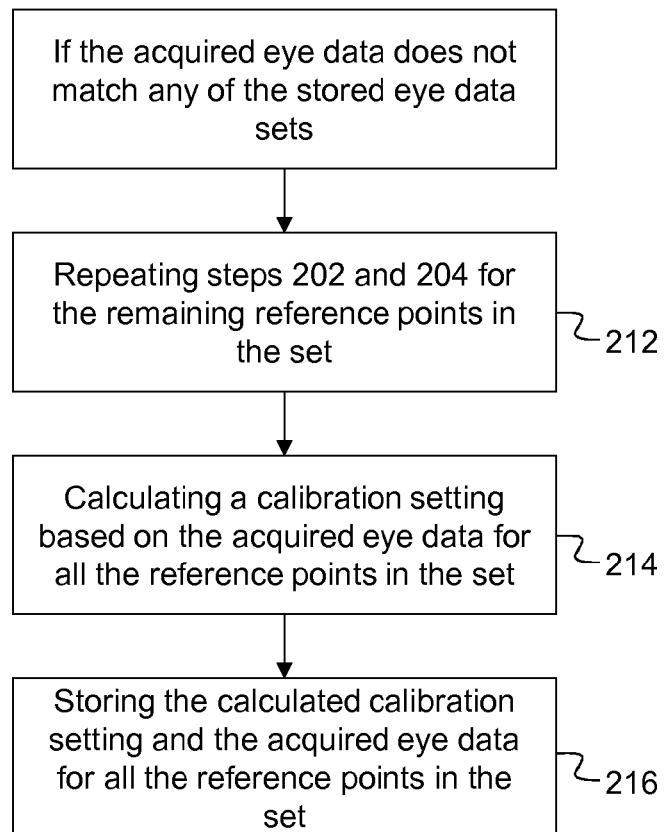 If the acquired eye data does not
match any of the stored eye data
sets
Repeating steps 202 and 204 for
the remaining reference points in
the set
212
Calculating a calibration setting
based on the acquired eye data for
all the reference points in the set
214
Storing the calculated calibration
setting and the acquired eye data
for all the reference points in the
set
216